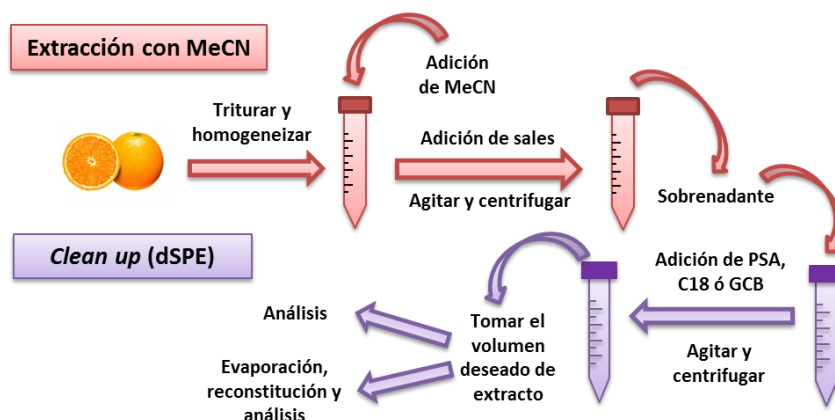 Extracción con MeCN
Adición
de MeCN
Triturar y
homogeneizar
Adición de sales
Agitar y centrifugar
Sobrenadante
Clean up (dSPE)
Adición de PSA,
C18 ó GCB
Agitar y
centrifugar
Tomar el
volumen
deseado de
extracto
Análisis
Evaporación,
reconstitución y
análisis